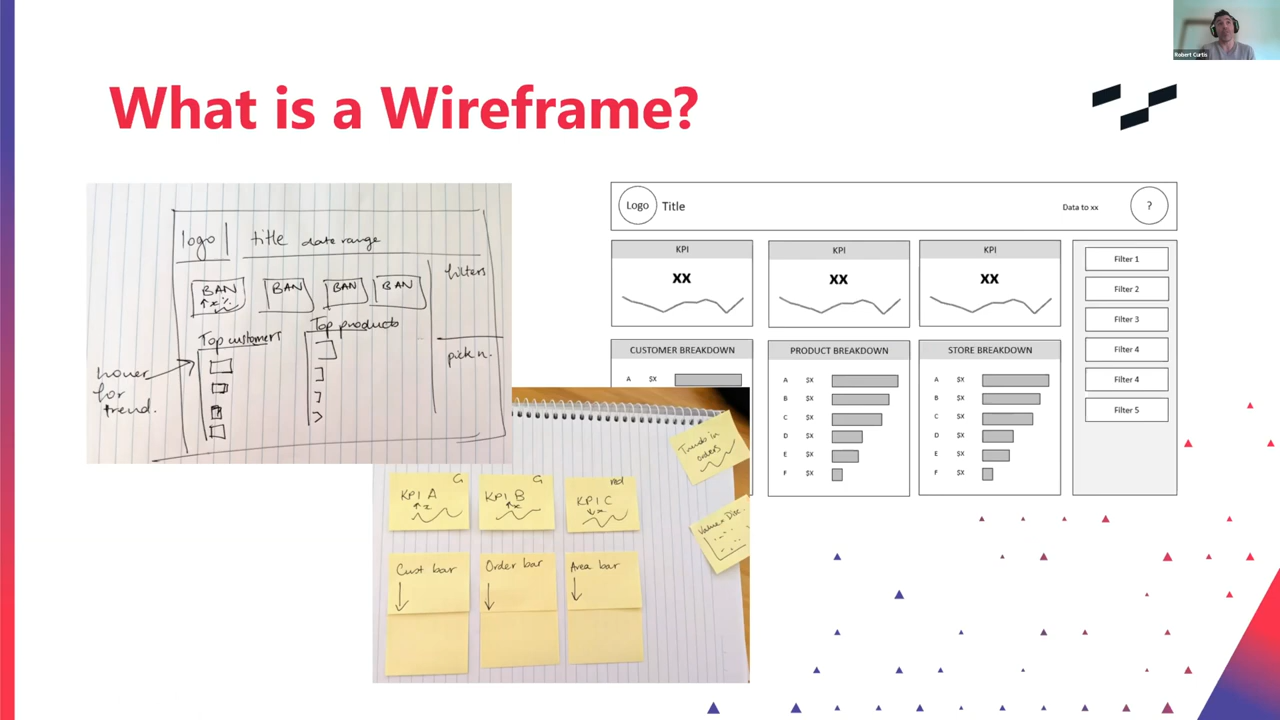 Robert Curtis
What is a Wireframe?
logo title date range
BAN BAN BAN BAN
↑x%
filters
Top customers Top products
hover
for
trend.
pick n.
Logo Title Data to xx ?
KPI KPI KPI
XX XX XX
CUSTOMER BREAKDOWN PRODUCT BREAKDOWN STORE BREAKDOWN
A $X A $X A $X
B $X B $X
C $X C $X
D $X D $X
E $X E $X
F $X F $X
Filter 1
Filter 2
Filter 3
Filter 4
Filter 4
Filter 5
G G red
KPI A KPI B KPI C
↑x ↑x ↓x
Cust bar Order bar Area bar
Trends in
orders
Value v Disc..